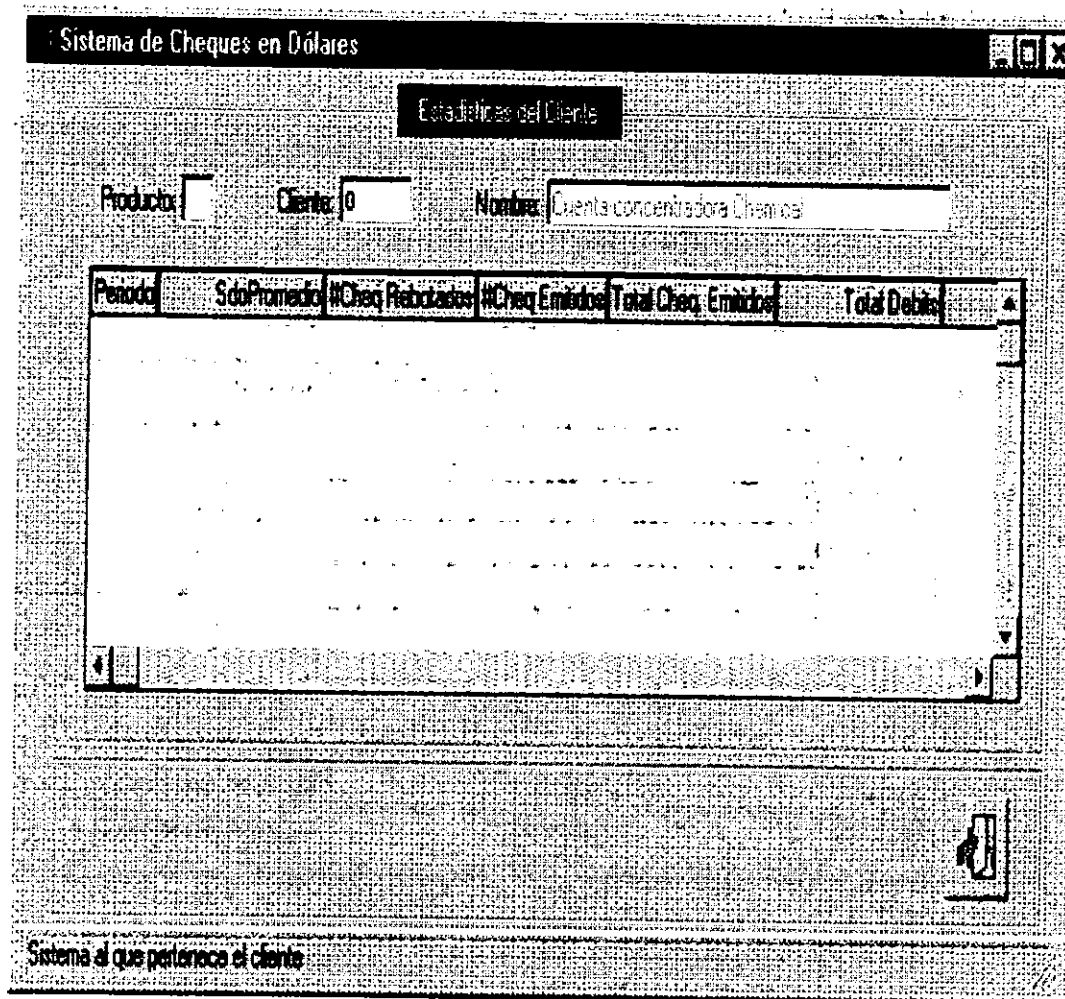 Sistema de Cheques en Dólares
Estadísticas del Cliente
Producto: Cliente: 0 Nombre: Cuenta concentradora Chemical
Periodo SdoPromedio #Cheq Rebotados #Cheq Emitidos Total Cheq. Emitidos Total Debits
Sistema al que pertenece el cliente